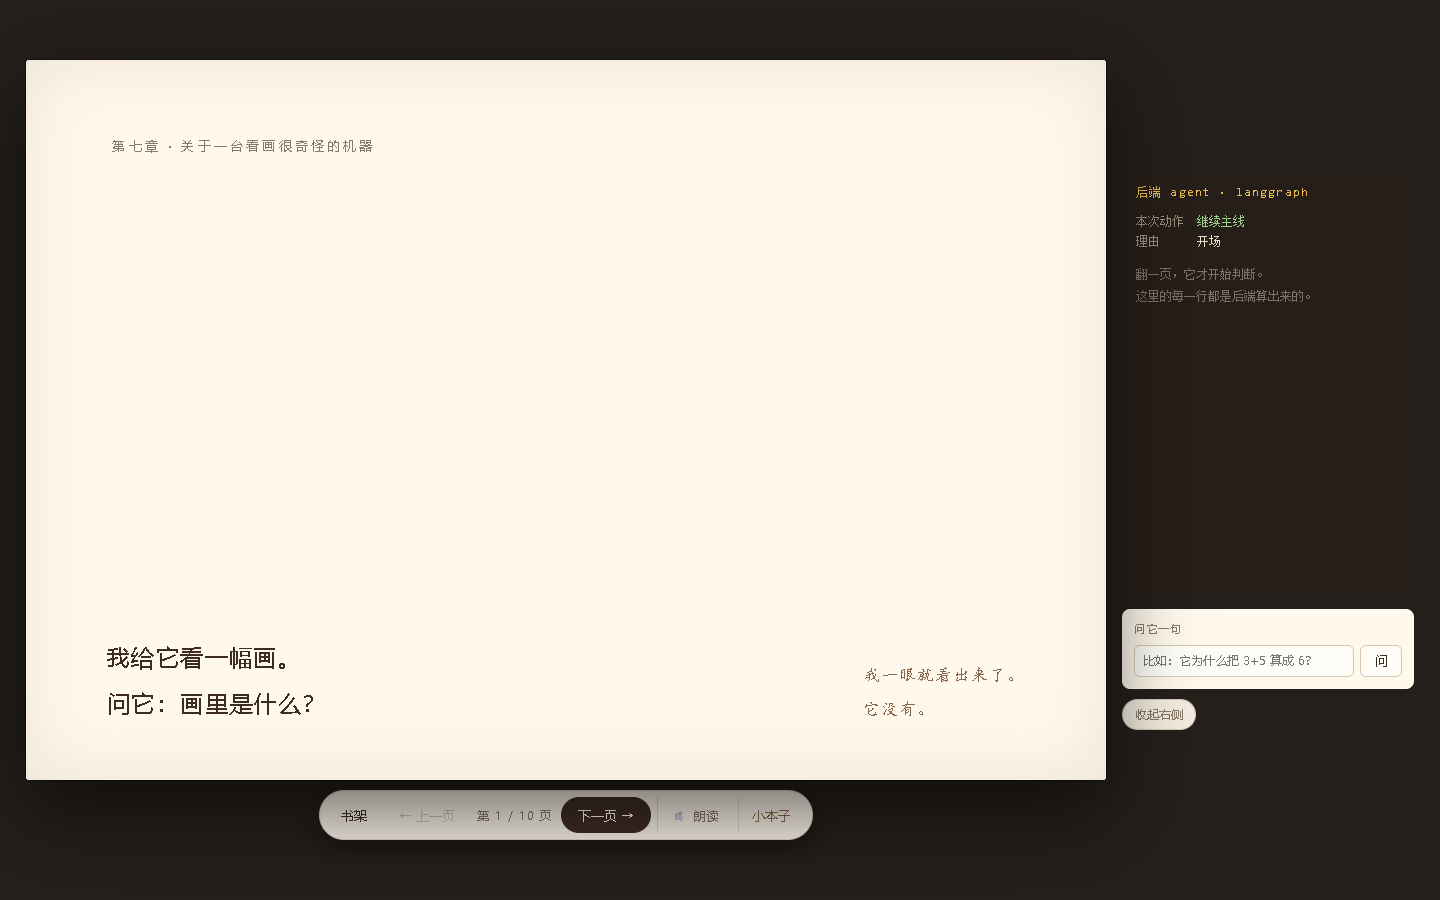 第七章 · 关于一台看画很奇怪的机器
我给它看一幅画。
问它：画里是什么？
我一眼就看出来了。
它没有。
后端 agent · langgraph
本次动作 继续主线
理由 开场
翻一页，它才开始判断。
这里的每一行都是后端算出来的。
问它一句
比如：它为什么把 3+5 算成 6？ 问
收起右侧
书架 ← 上一页 第 1 / 10 页 下一页 → 朗读 小本子